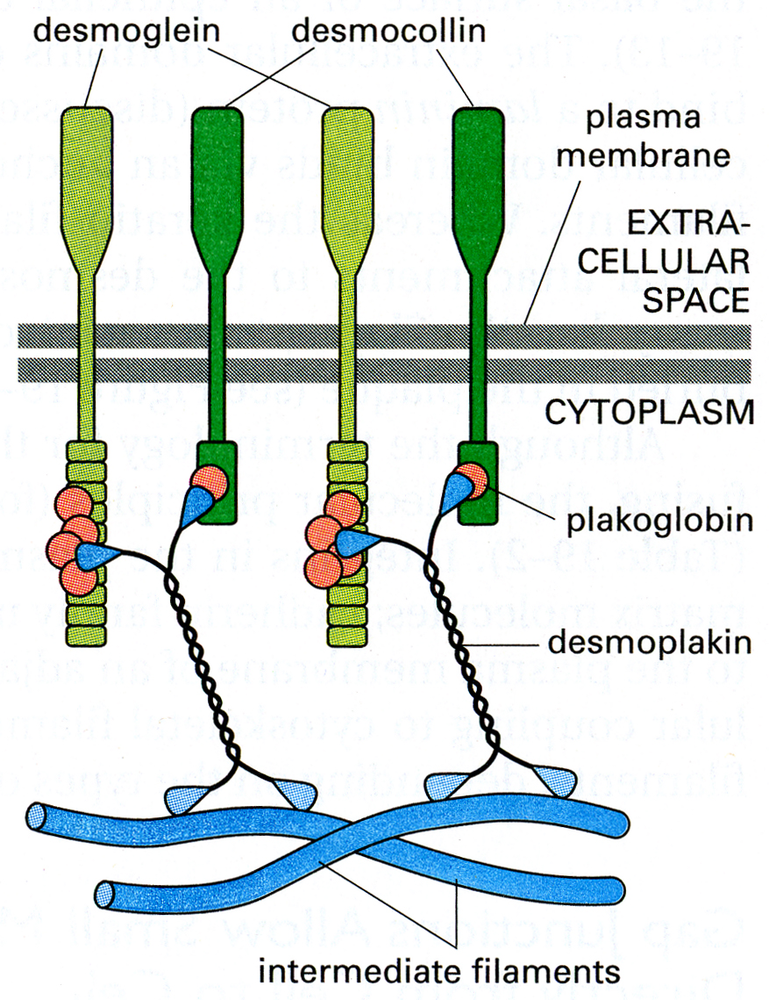 desmoglein desmocollin
plasma
membrane
EXTRA-
CELLULAR
SPACE
CYTOPLASM
plakoglobin
desmoplakin
intermediate filaments